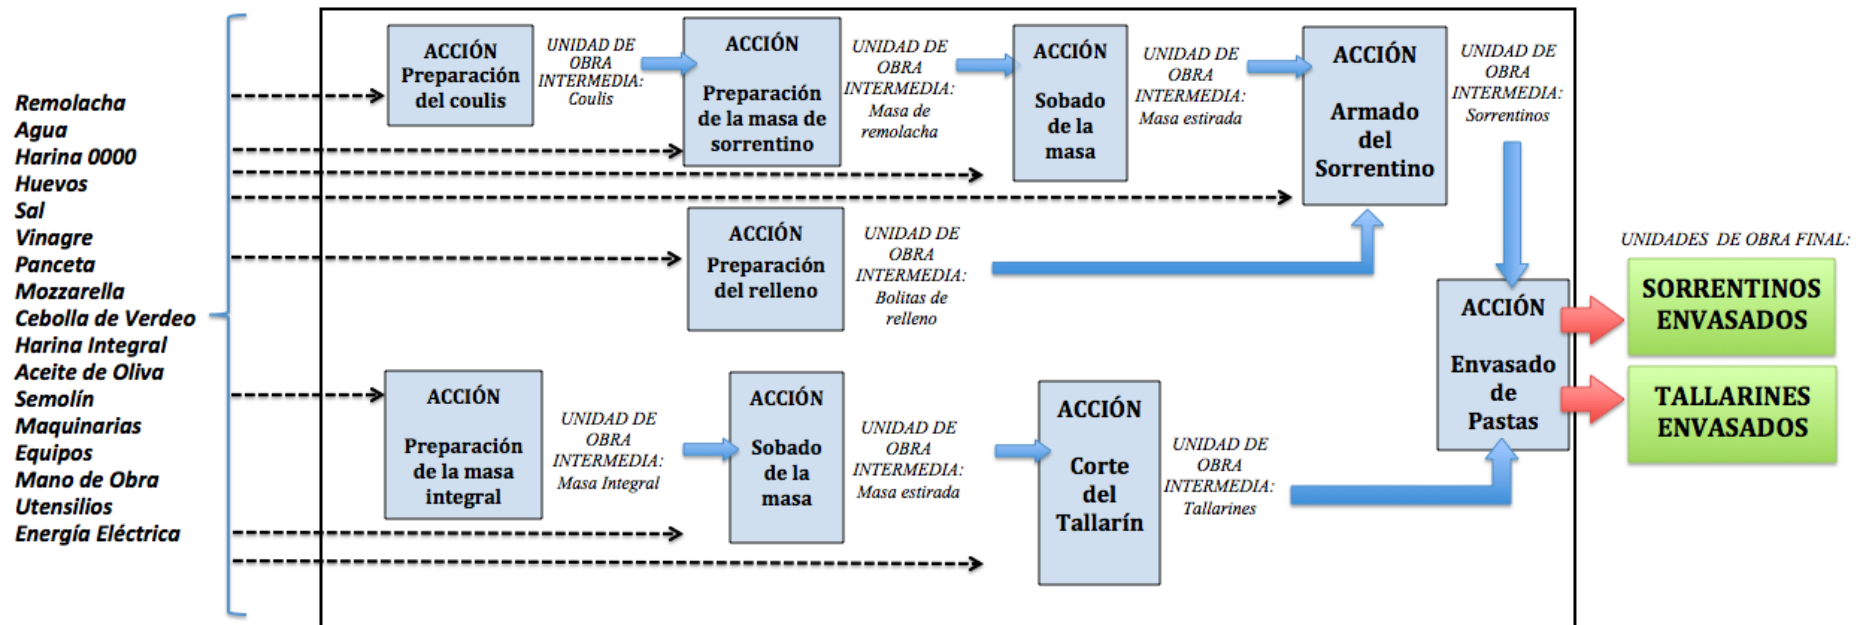 Remolacha
Agua
Harina 0000
Huevos
Sal
Vinagre
Panceta
Mozzarella
Cebolla de Verdeo
Harina Integral
Aceite de Oliva
Semolín
Maquinarias
Equipos
Mano de Obra
Utensilios
Energía Eléctrica
ACCIÓN
Preparación
del coulis
UNIDAD DE
OBRA
INTERMEDIA:
Coulis
ACCIÓN
Preparación
de la masa de
sorrentino
UNIDAD DE
OBRA
INTERMEDIA:
Masa de
remolacha
ACCIÓN
Sobado
de la
masa
UNIDAD DE
OBRA
INTERMEDIA:
Masa estirada
ACCIÓN
Armado
del
Sorrentino
UNIDAD DE
OBRA
INTERMEDIA:
Sorrentinos
ACCIÓN
Preparación
del relleno
UNIDAD DE
OBRA
INTERMEDIA:
Bolitas de
relleno
ACCIÓN
Preparación
de la masa
integral
UNIDAD DE
OBRA
INTERMEDIA:
Masa Integral
ACCIÓN
Sobado
de la
masa
UNIDAD DE
OBRA
INTERMEDIA:
Masa estirada
ACCIÓN
Corte
del
Tallarín
UNIDAD DE
OBRA
INTERMEDIA:
Tallarines
ACCIÓN
Envasado
de
Pastas
UNIDADES DE OBRA FINAL:
SORRENTINOS
ENVASADOS
TALLARINES
ENVASADOS